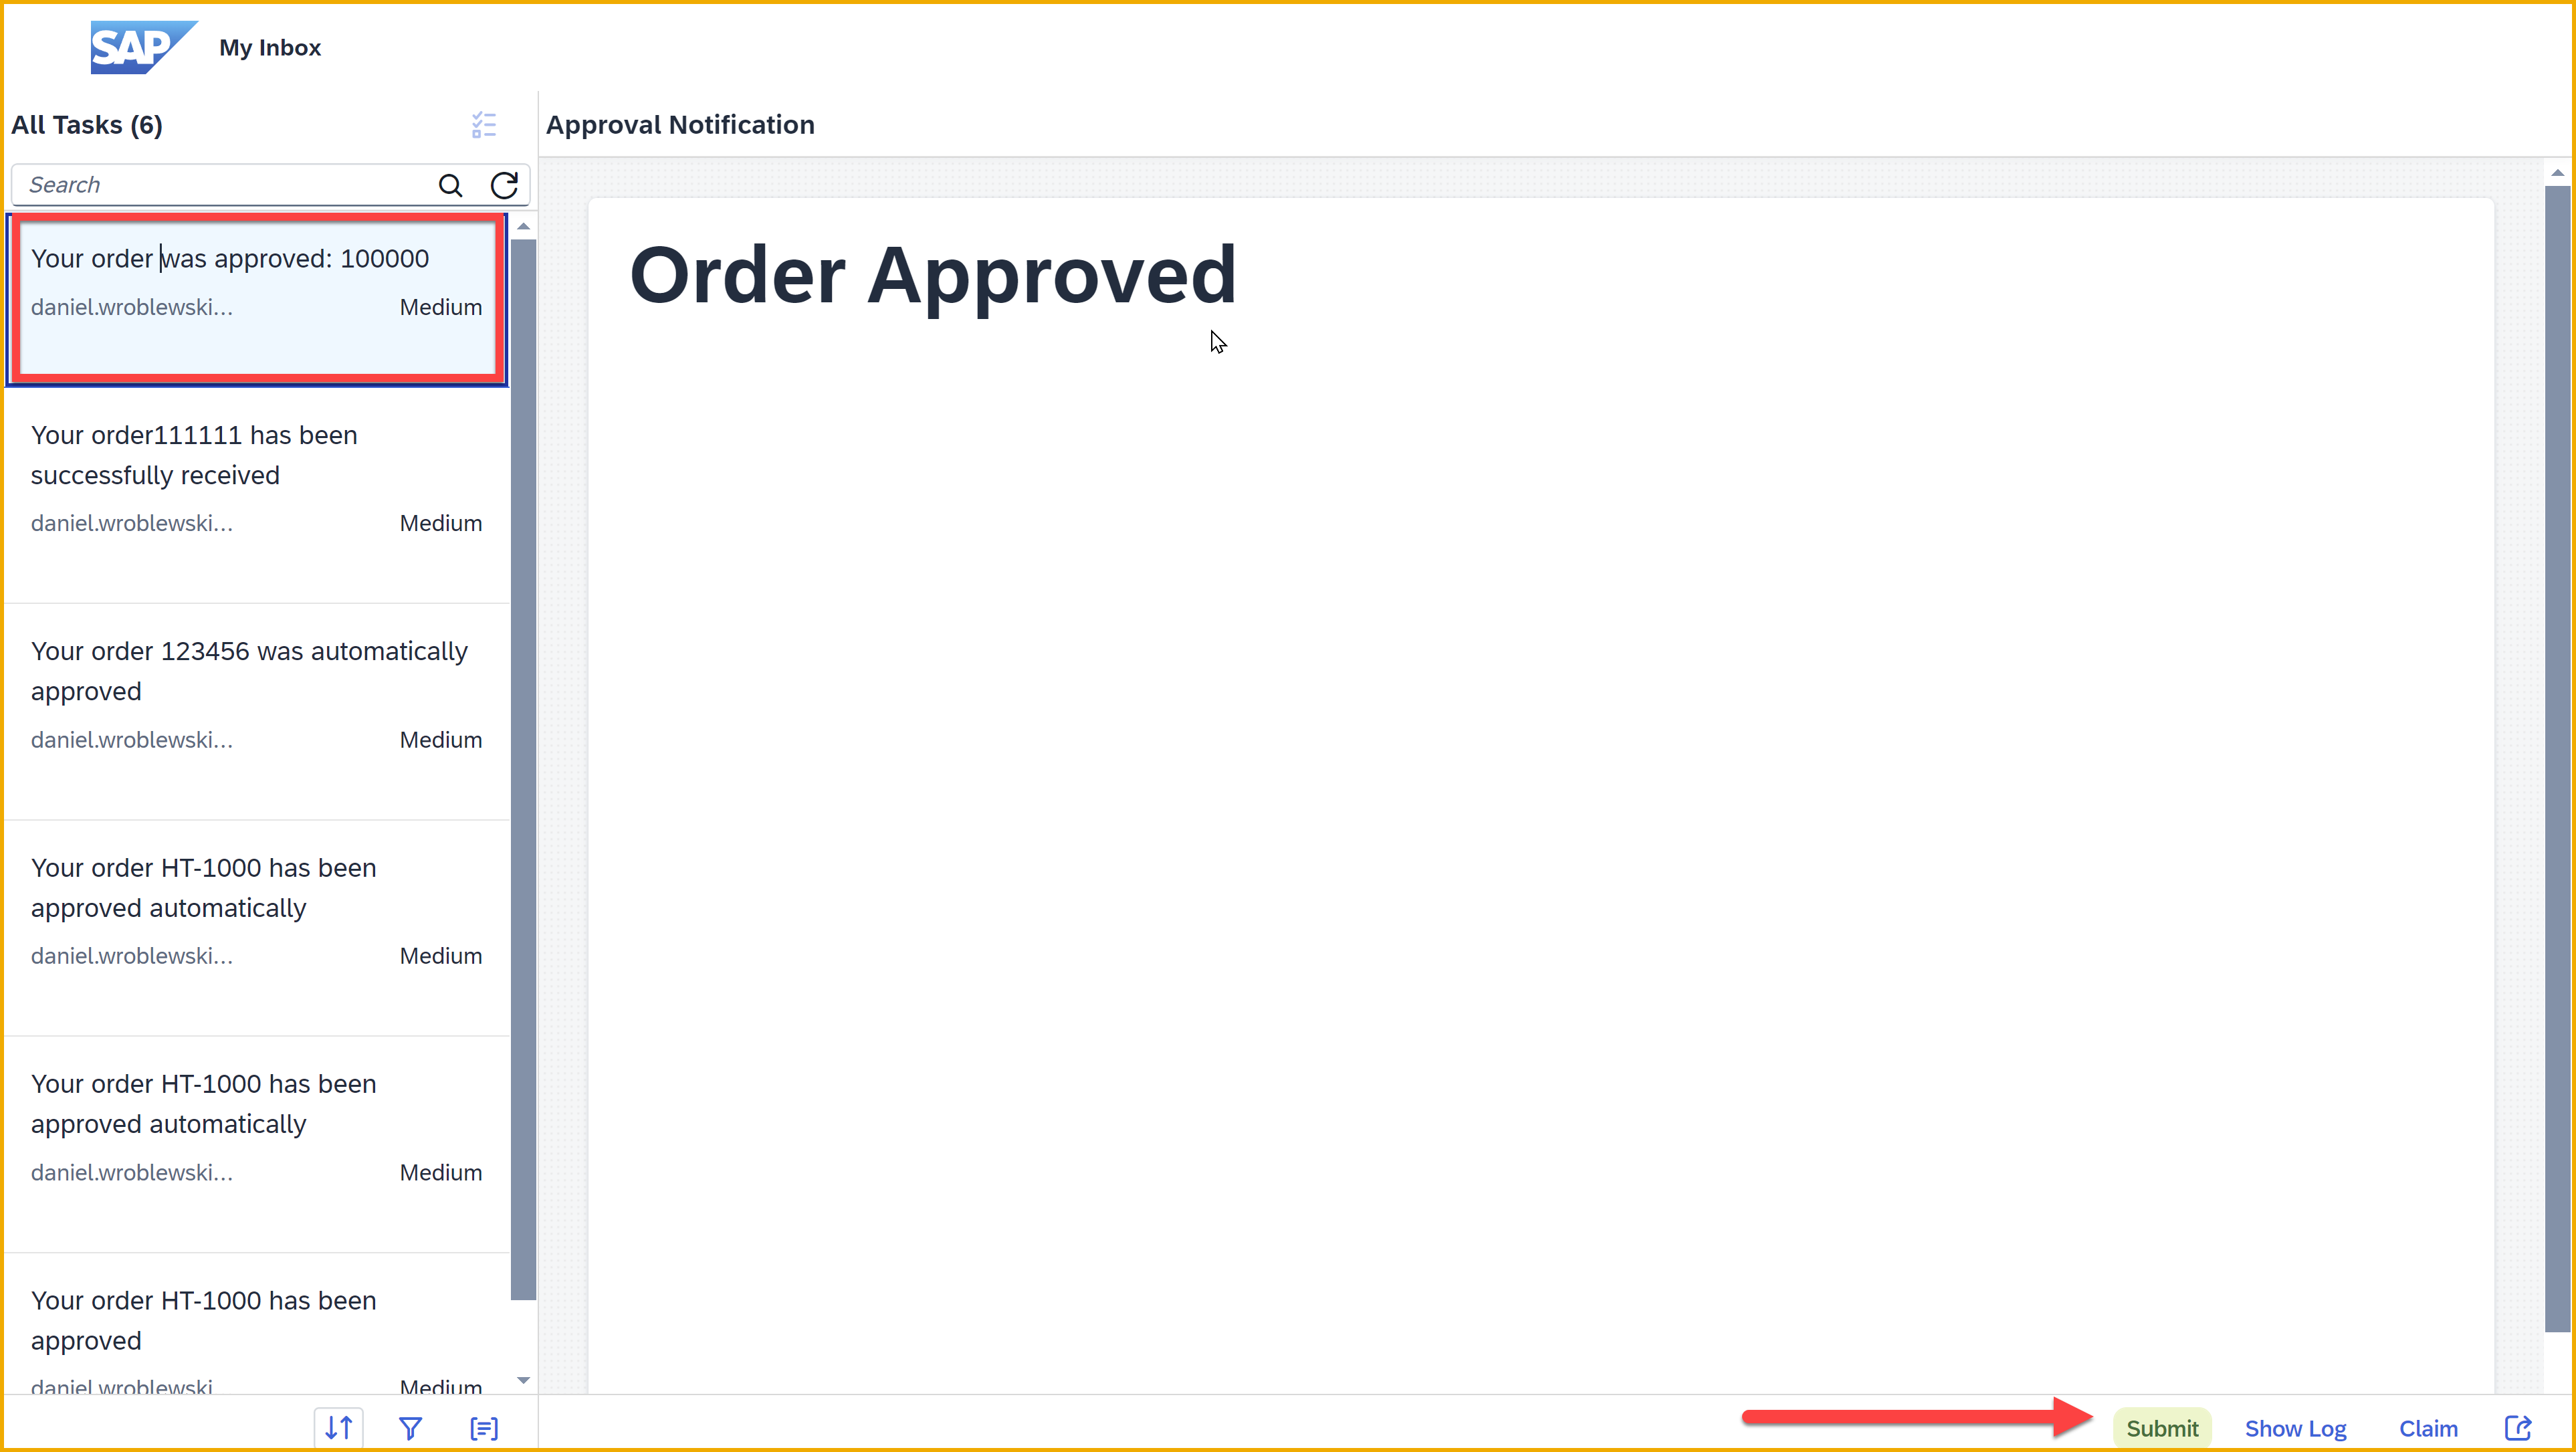 SAP My Inbox
All Tasks (6)
Approval Notification
Search
Your order was approved: 100000
daniel.wroblewski... Medium
Your order111111 has been
successfully received
daniel.wroblewski... Medium
Your order 123456 was automatically
approved
daniel.wroblewski... Medium
Your order HT-1000 has been
approved automatically
daniel.wroblewski... Medium
Your order HT-1000 has been
approved automatically
daniel.wroblewski... Medium
Your order HT-1000 has been
approved
daniel.wroblewski Medium
Order Approved
Submit Show Log Claim